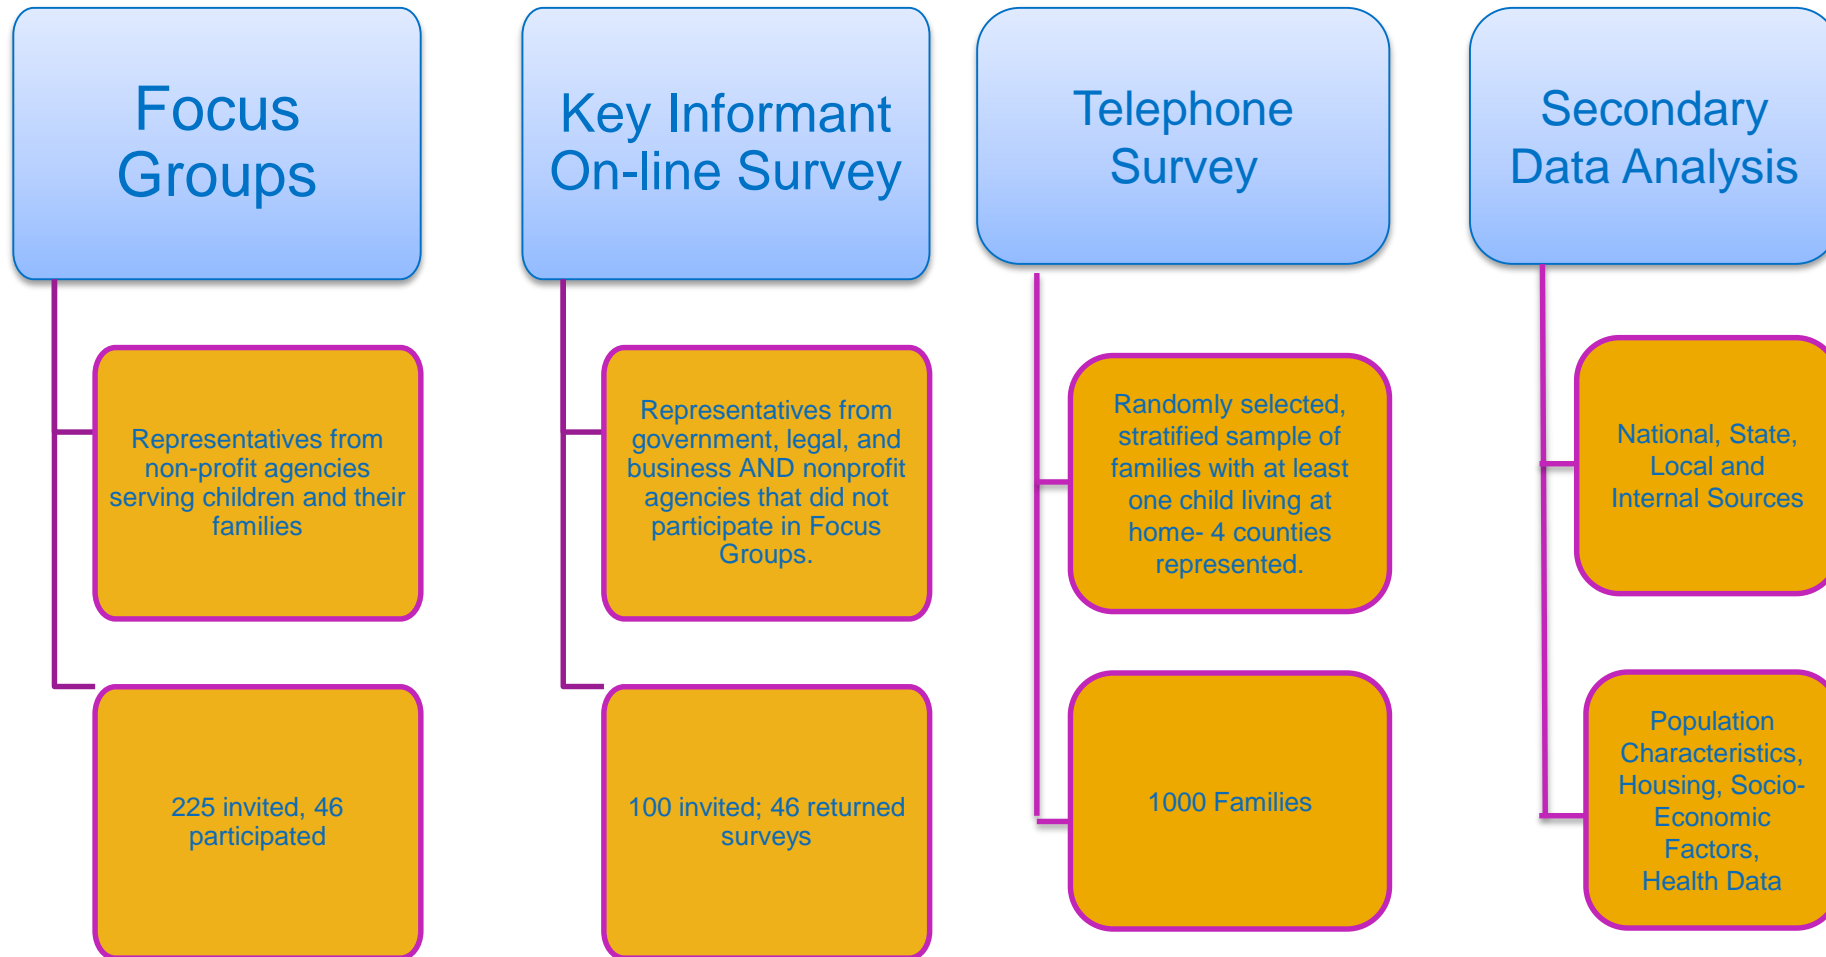 Focus
Groups
Representatives from
non-profit agencies
serving children and their
families
225 invited, 46
participated
Key Informant
On-line Survey
Representatives from
government, legal, and
business AND nonprofit
agencies that did not
participate in Focus
Groups.
100 invited; 46 returned
surveys
Telephone
Survey
Randomly selected,
stratified sample of
families with at least
one child living at
home- 4 counties
represented.
1000 Families
Secondary
Data Analysis
National, State,
Local and
Internal Sources
Population
Characteristics,
Housing, Socio-
Economic
Factors,
Health Data